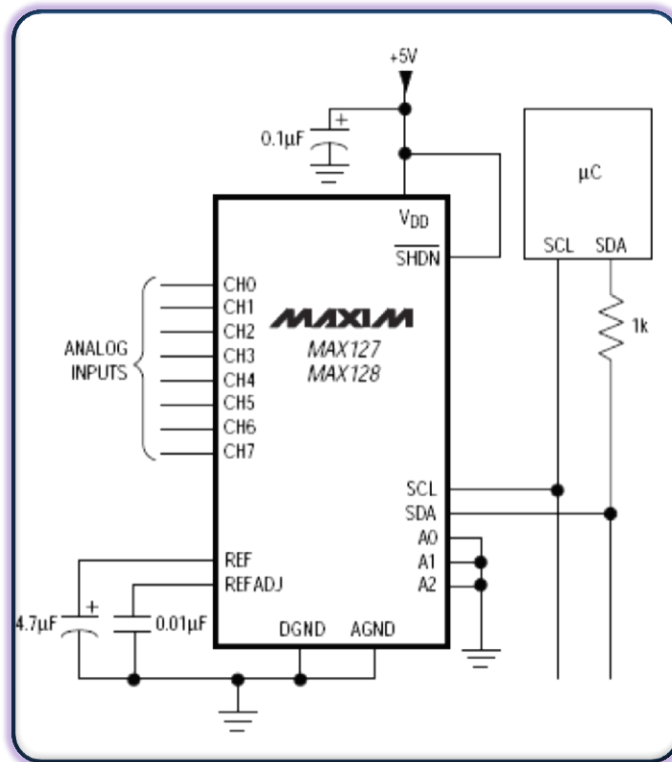 +5V
0.1µF
+
VDD
SHDN
µC
SCL SDA
1k
ANALOG
INPUTS
CH0
CH1
CH2
CH3
CH4
CH5
CH6
CH7
MAXIM
MAX127
MAX128
SCL
SDA
A0
A1
A2
REF
REFADJ
4.7µF
+
0.01µF
DGND AGND